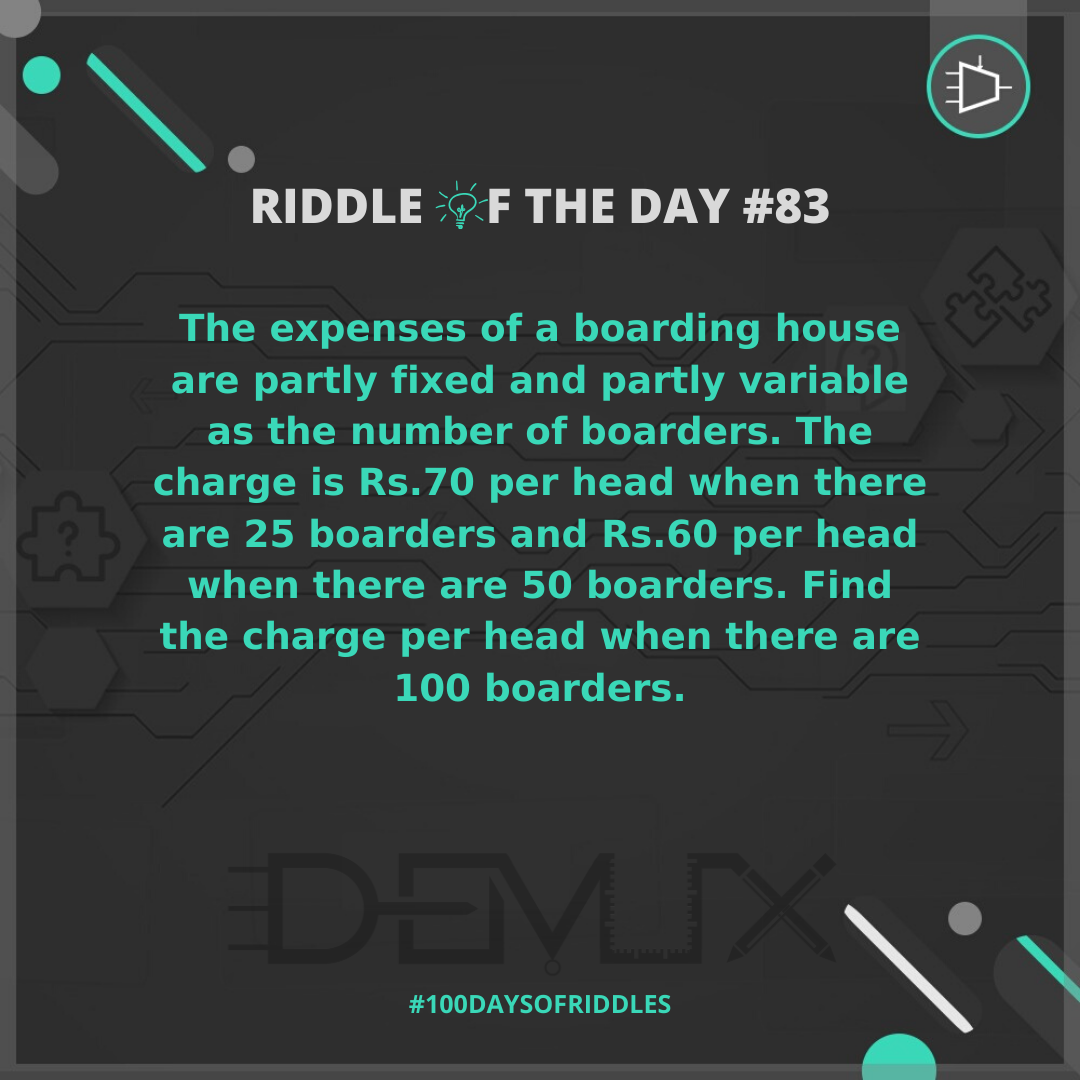 RIDDLE OF THE DAY #83
The expenses of a boarding house
are partly fixed and partly variable
as the number of boarders. The
charge is Rs.70 per head when there
are 25 boarders and Rs.60 per head
when there are 50 boarders. Find
the charge per head when there are
100 boarders.
DEMUX
#100DAYSOFRIDDLES